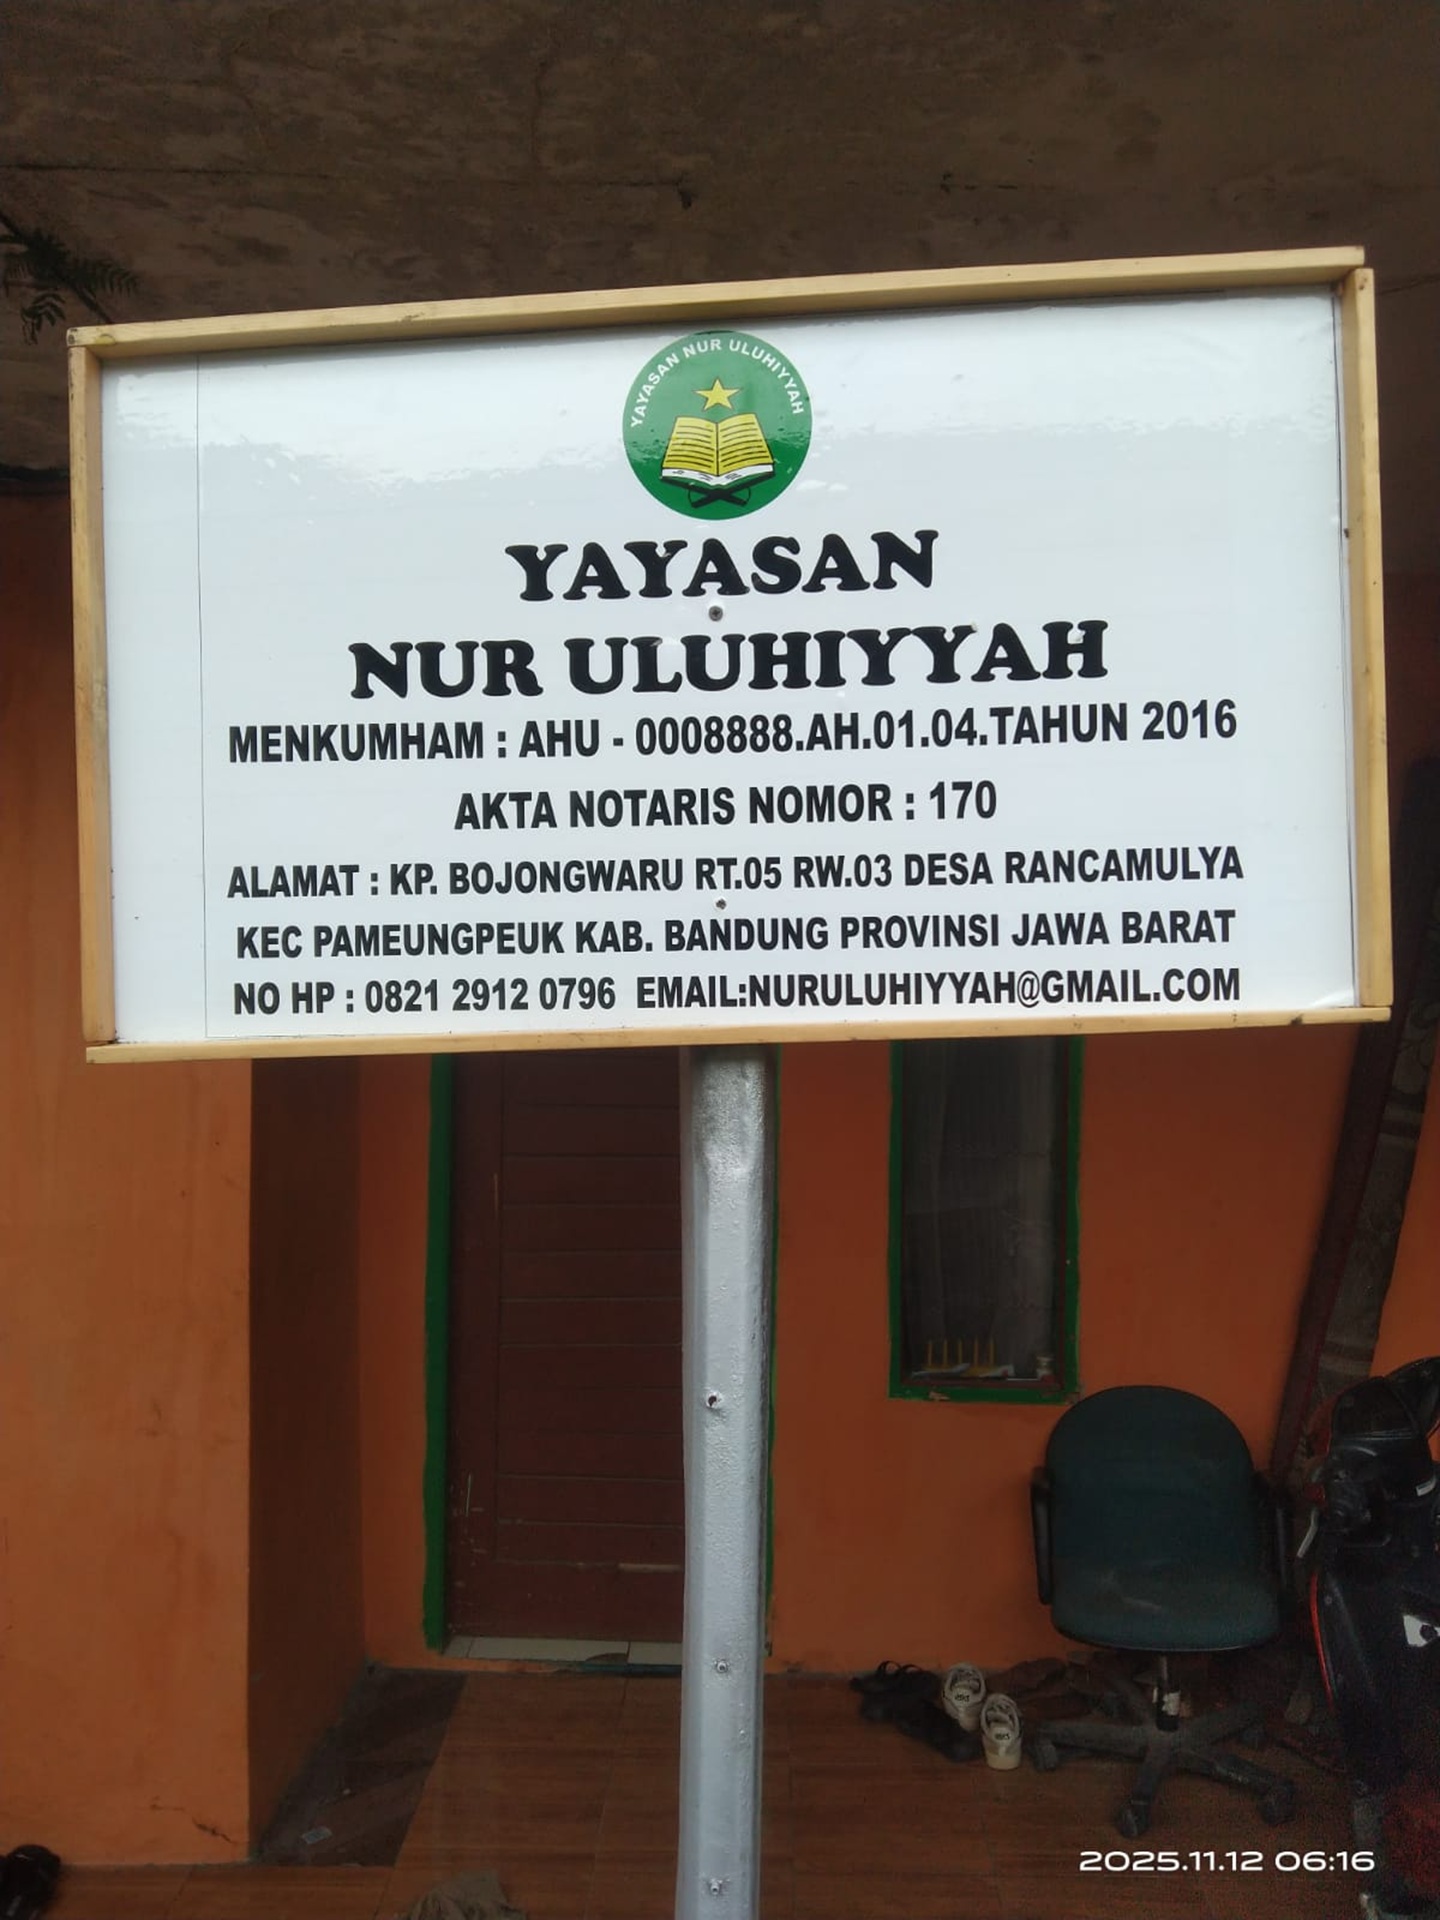 YAYASAN NUR ULUHIYYAH
YAYASAN
NUR ULUHIYYAH
MENKUMHAM : AHU - 0008888.AH.01.04.TAHUN 2016
AKTA NOTARIS NOMOR : 170
ALAMAT : KP. BOJONGWARU RT.05 RW.03 DESA RANCAMULYA
KEC PAMEUNGPEUK KAB. BANDUNG PROVINSI JAWA BARAT
NO HP : 0821 2912 0796 EMAIL:NURULUHIYYAH@GMAIL.COM
2025.11.12 06:16